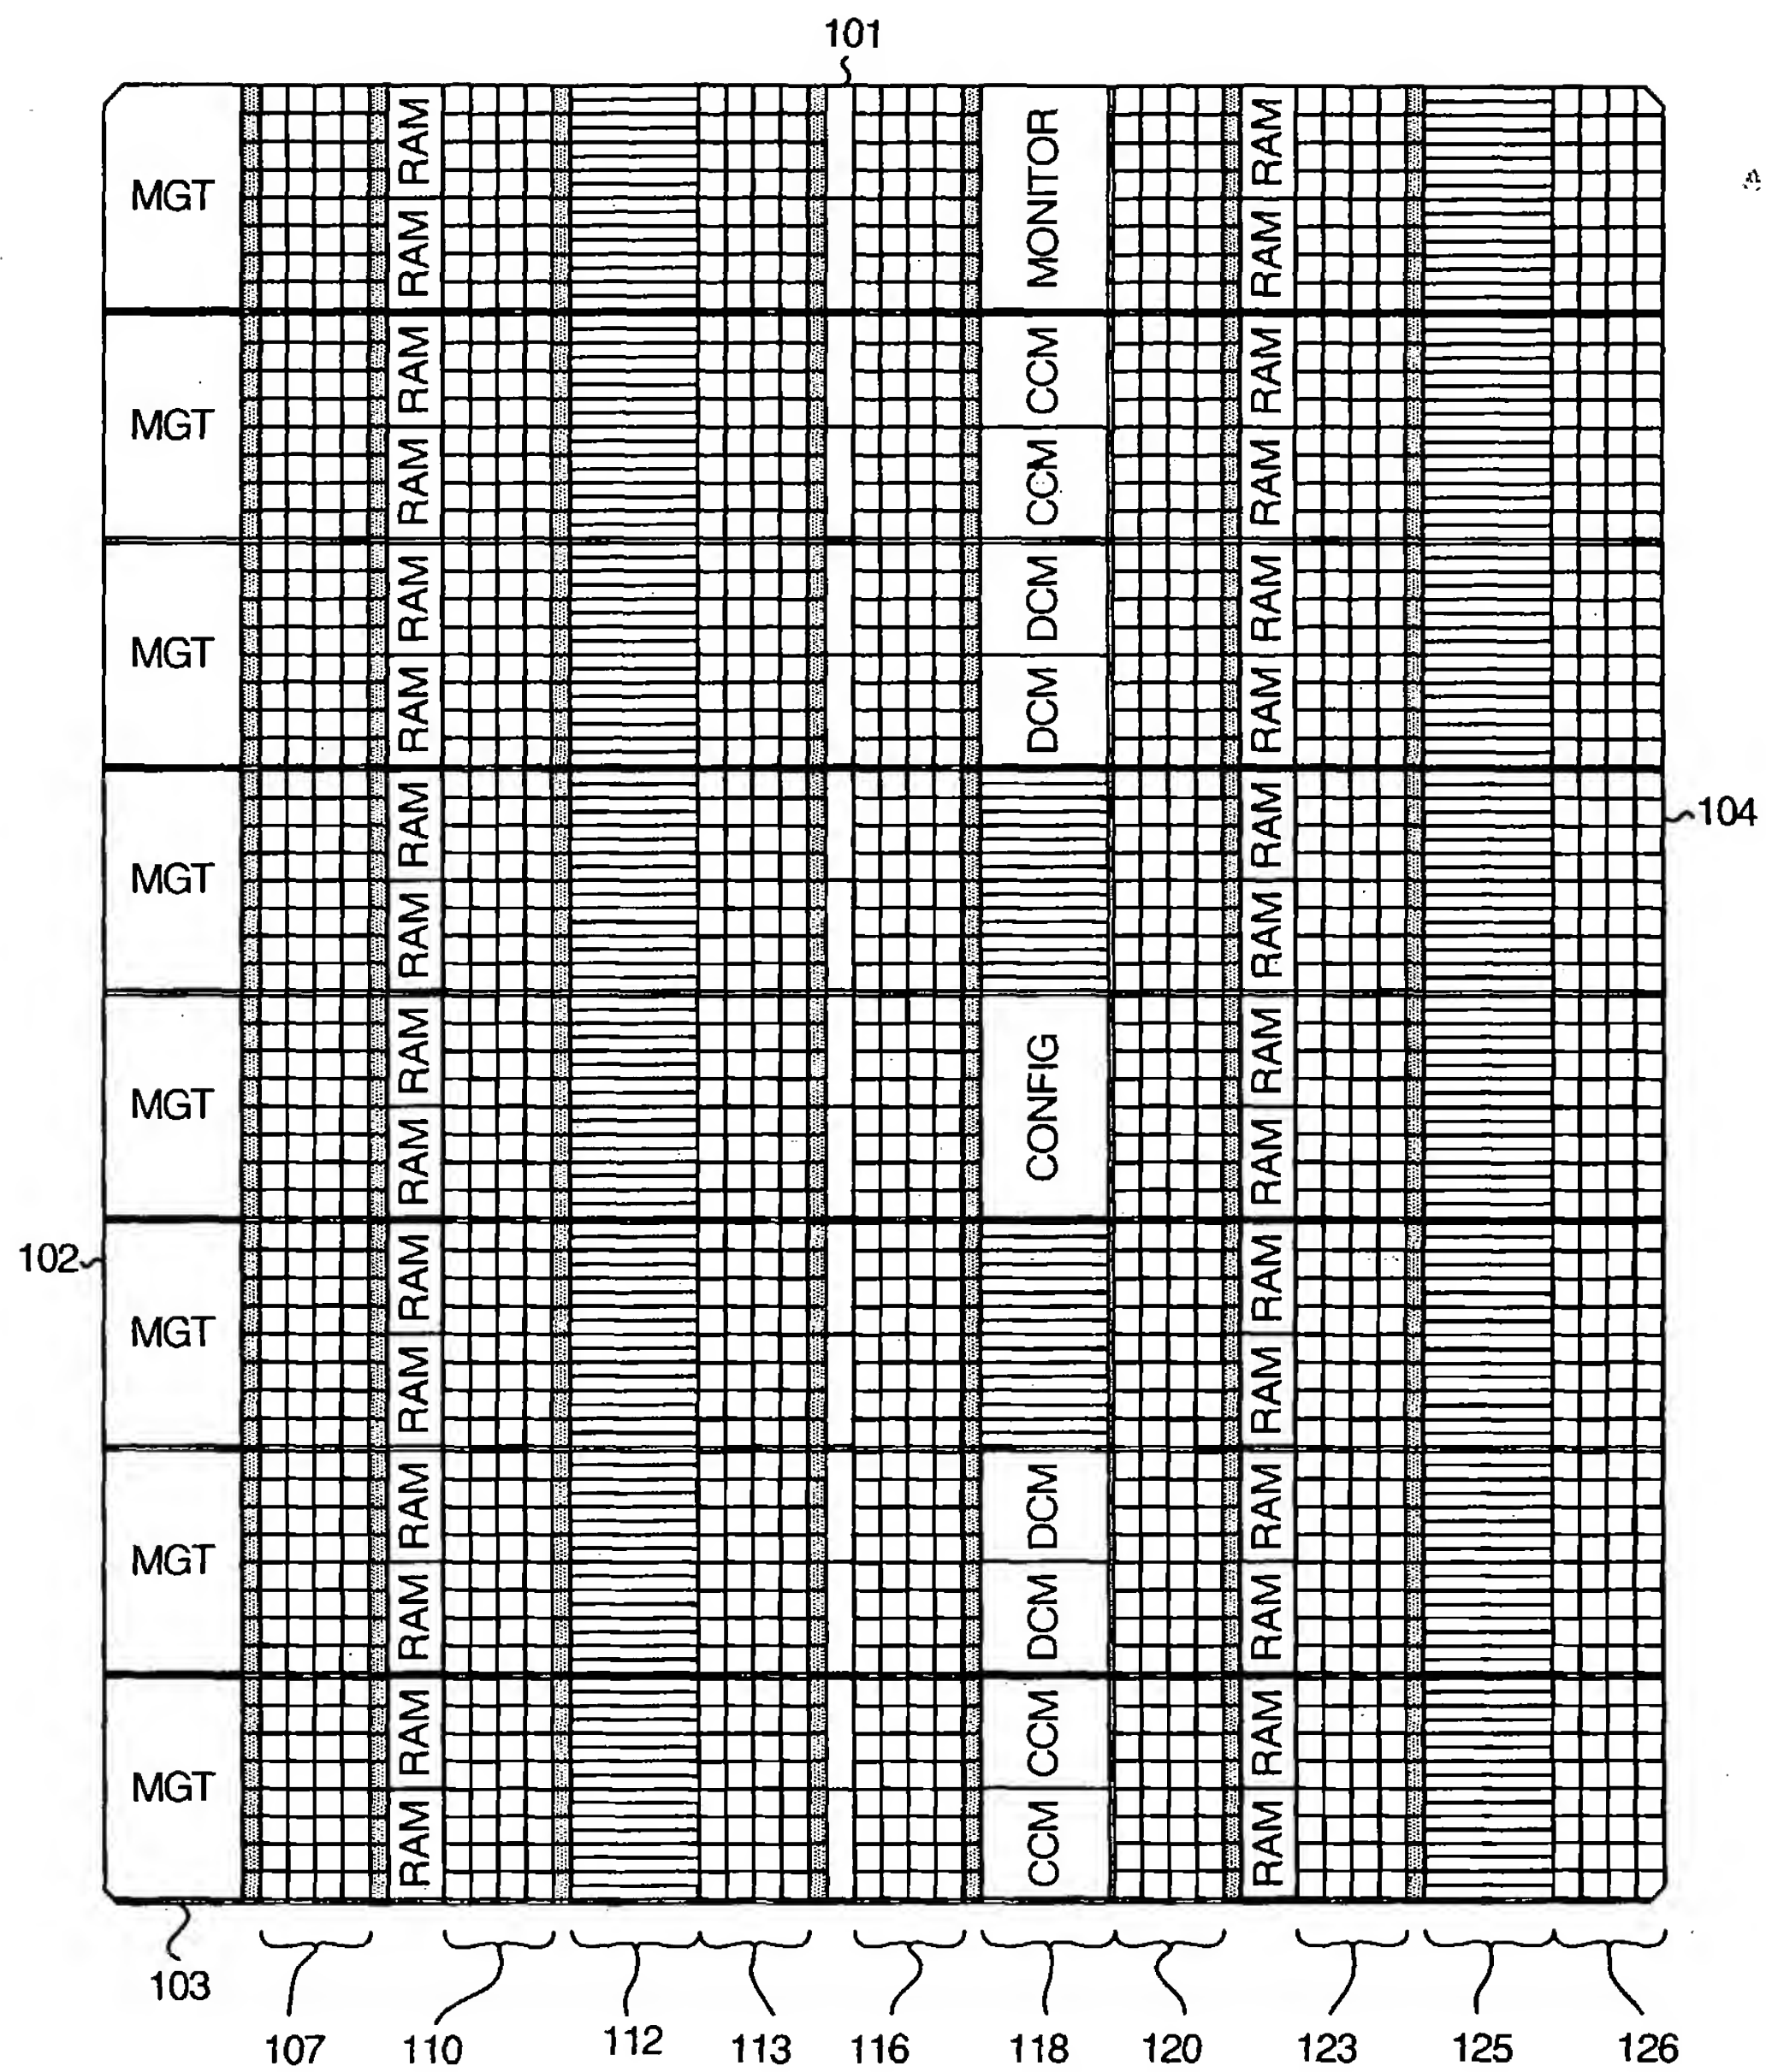 101
MGT RAM MONITOR RAM
RAM RAM
MGT RAM CCM RAM
RAM CCM RAM
MGT RAM DCM RAM
RAM DCM RAM
MGT RAM RAM
104
RAM RAM
MGT RAM CONFIG RAM
RAM RAM
102
MGT RAM RAM
RAM RAM
MGT RAM DCM RAM
RAM DCM RAM
MGT RAM CCM RAM
RAM CCM RAM
103
107 110 112 113 116 118 120 123 125 126